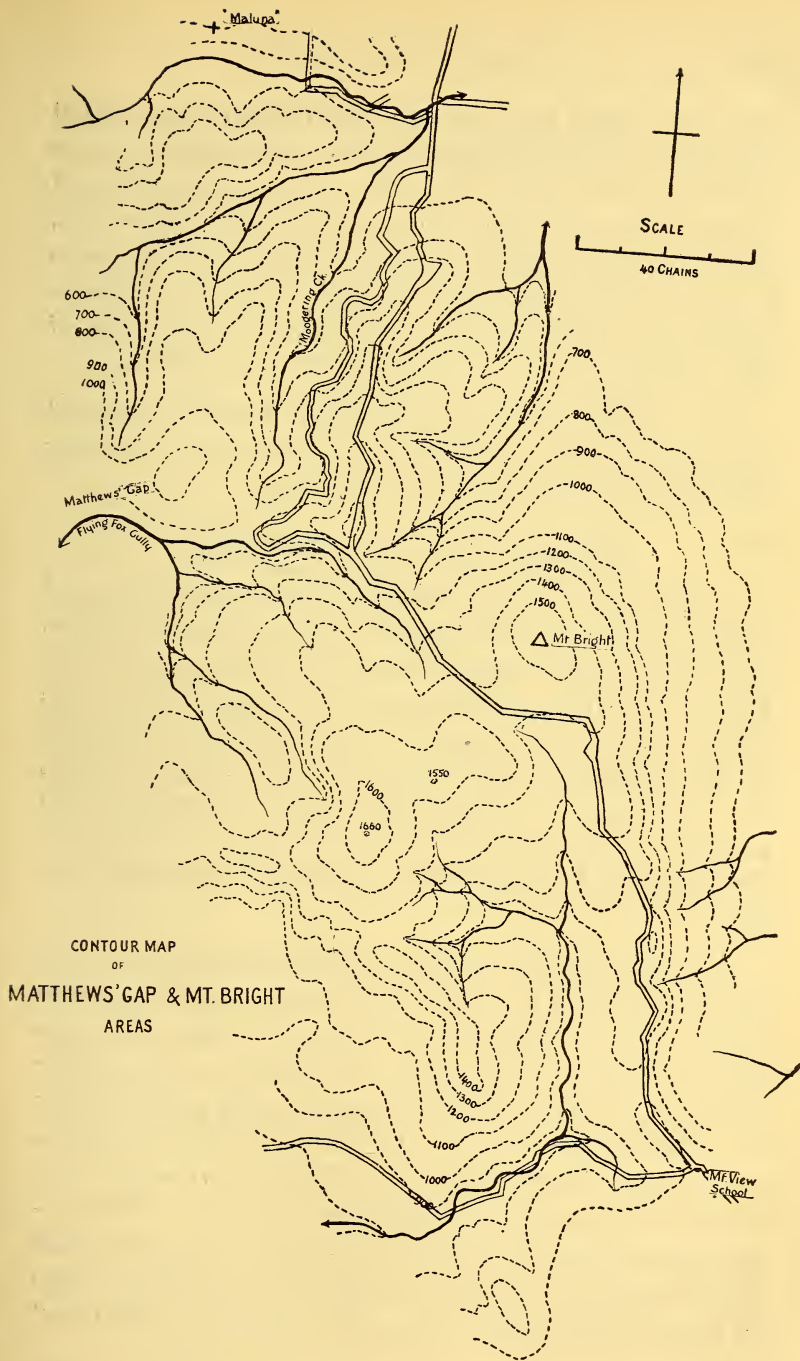 "Maluna"
SCALE
40 CHAINS
Moogering Ck.
600
700
800
900
1000
Matthews' Gap
Flying Fox Gully
700
800
900
1000
1100
1200
1300
1400
1500
Mt Bright
1550
1600
1660
CONTOUR MAP
OF
MATTHEWS' GAP & MT. BRIGHT
AREAS
1400
1300
1200
1100
1000
900
Mt. View
School